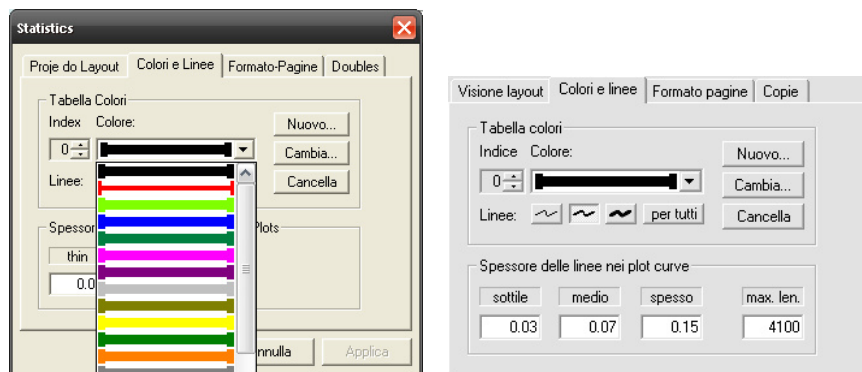 Statistics
Proje do Layout Colori e Linee Formato-Pagine Doubles
Tabella Colori
Index Colore:
Nuovo...
0
Cambia...
Linee:
Cancella
Plots
thin
0.0
Applica
Visione layout Colori e linee Formato pagine Copie
Tabella colori
Indice Colore:
Nuovo...
0
Cambia...
Linee: per tutti Cancella
Spessore delle linee nei plot curve
sottile medio spesso max. len.
0.03 0.07 0.15 4100